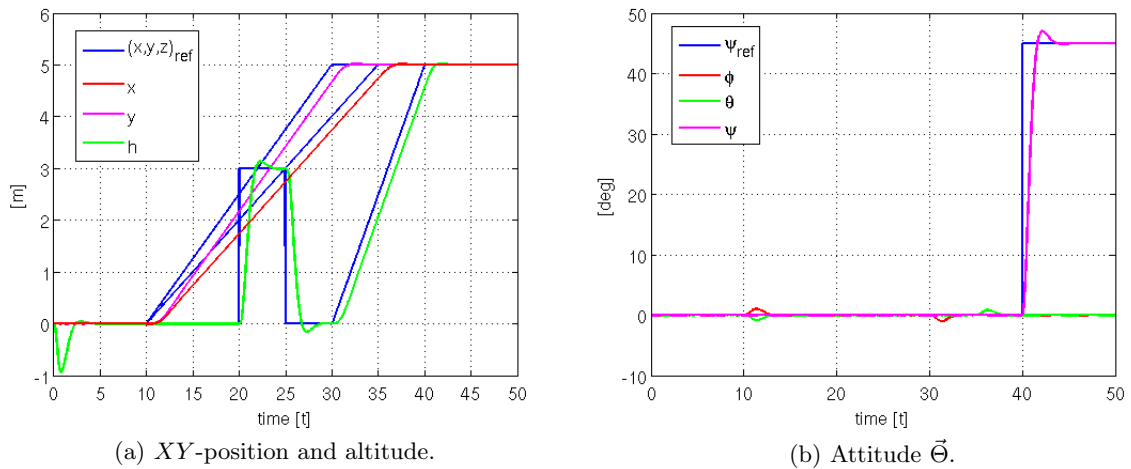 6
5
4
3
2
1
0
-1
[m]
(x,y,z)ref
x
y
h
0 5 10 15 20 25 30 35 40 45 50
time [t]
(a) XY-position and altitude.
50
40
30
20
10
0
-10
[deg]
ψref
ϕ
θ
ψ
0 10 20 30 40 50
time [t]
(b) Attitude Θ⃗.